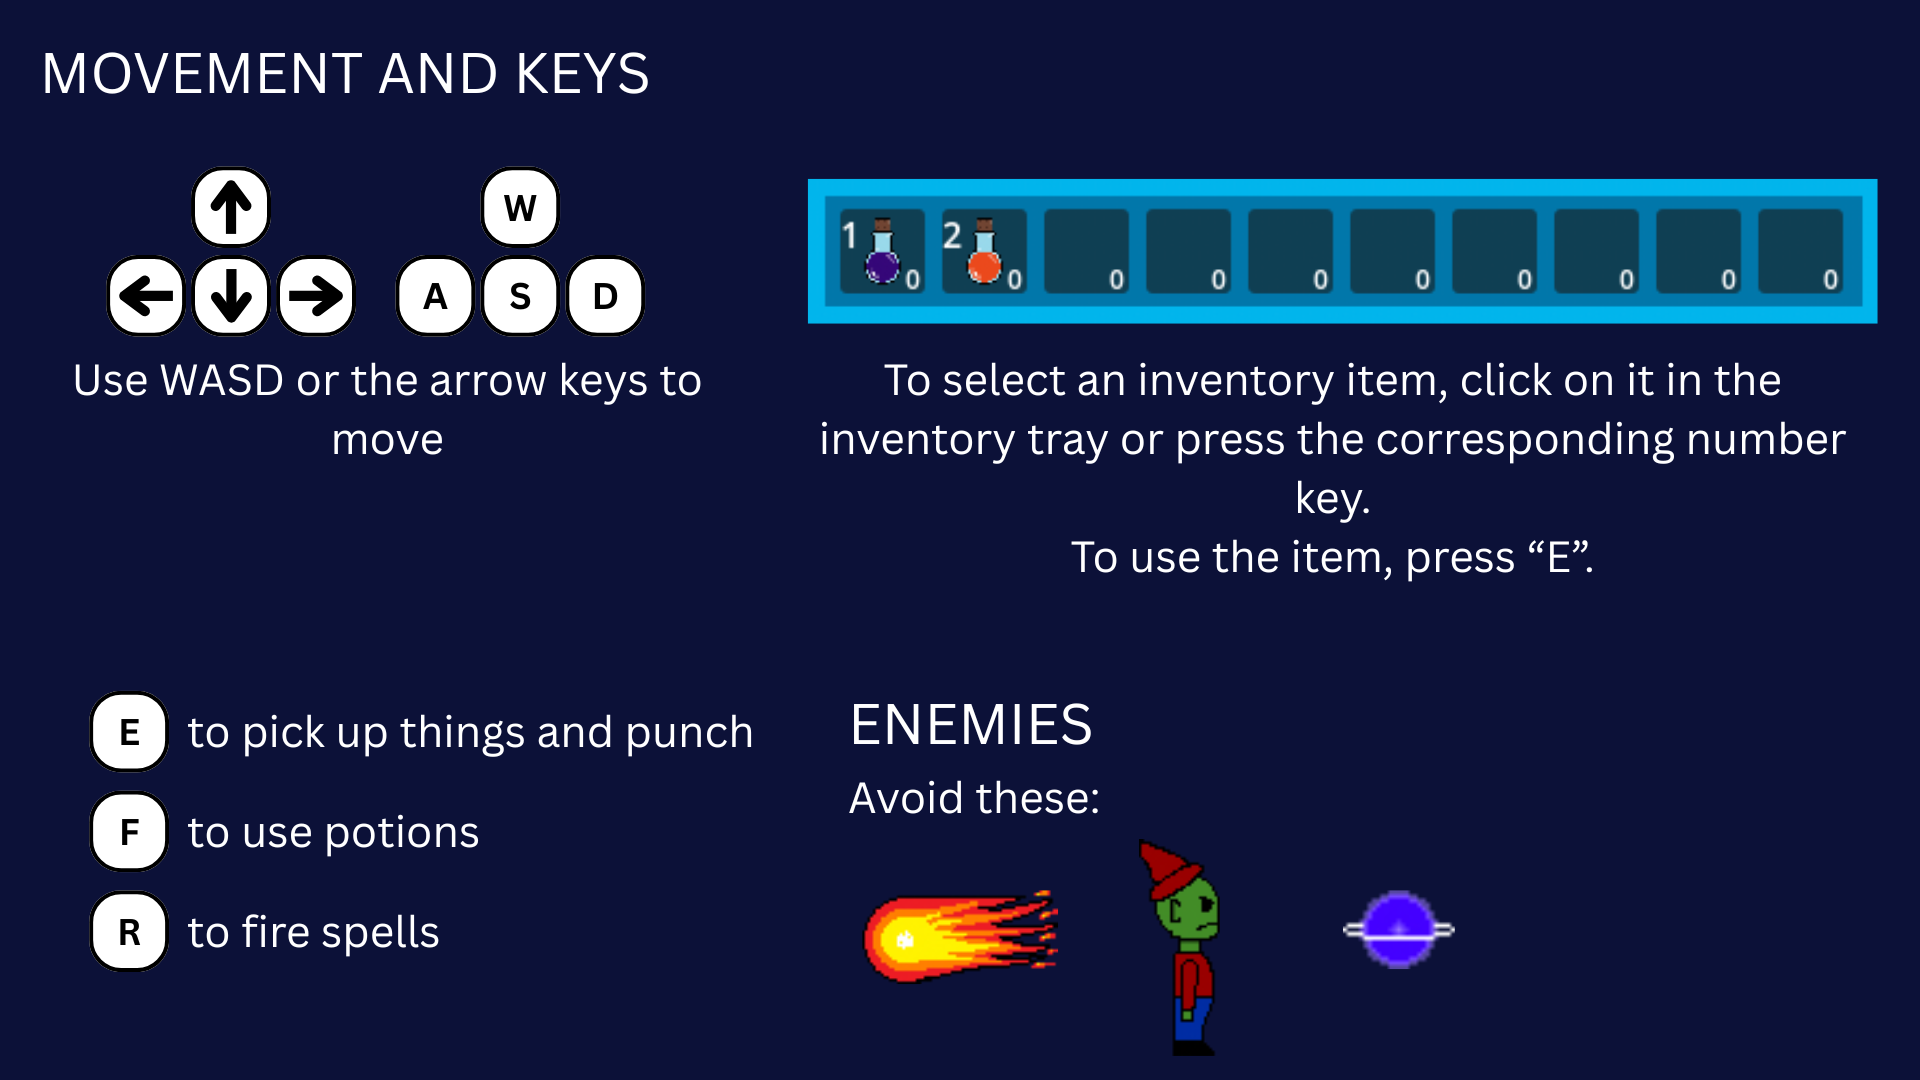 MOVEMENT AND KEYS
W
A S D
Use WASD or the arrow keys to
move
1 2
0 0 0 0 0 0 0 0 0 0
To select an inventory item, click on it in the
inventory tray or press the corresponding number
key.
To use the item, press “E”.
E to pick up things and punch
F to use potions
R to fire spells
ENEMIES
Avoid these: